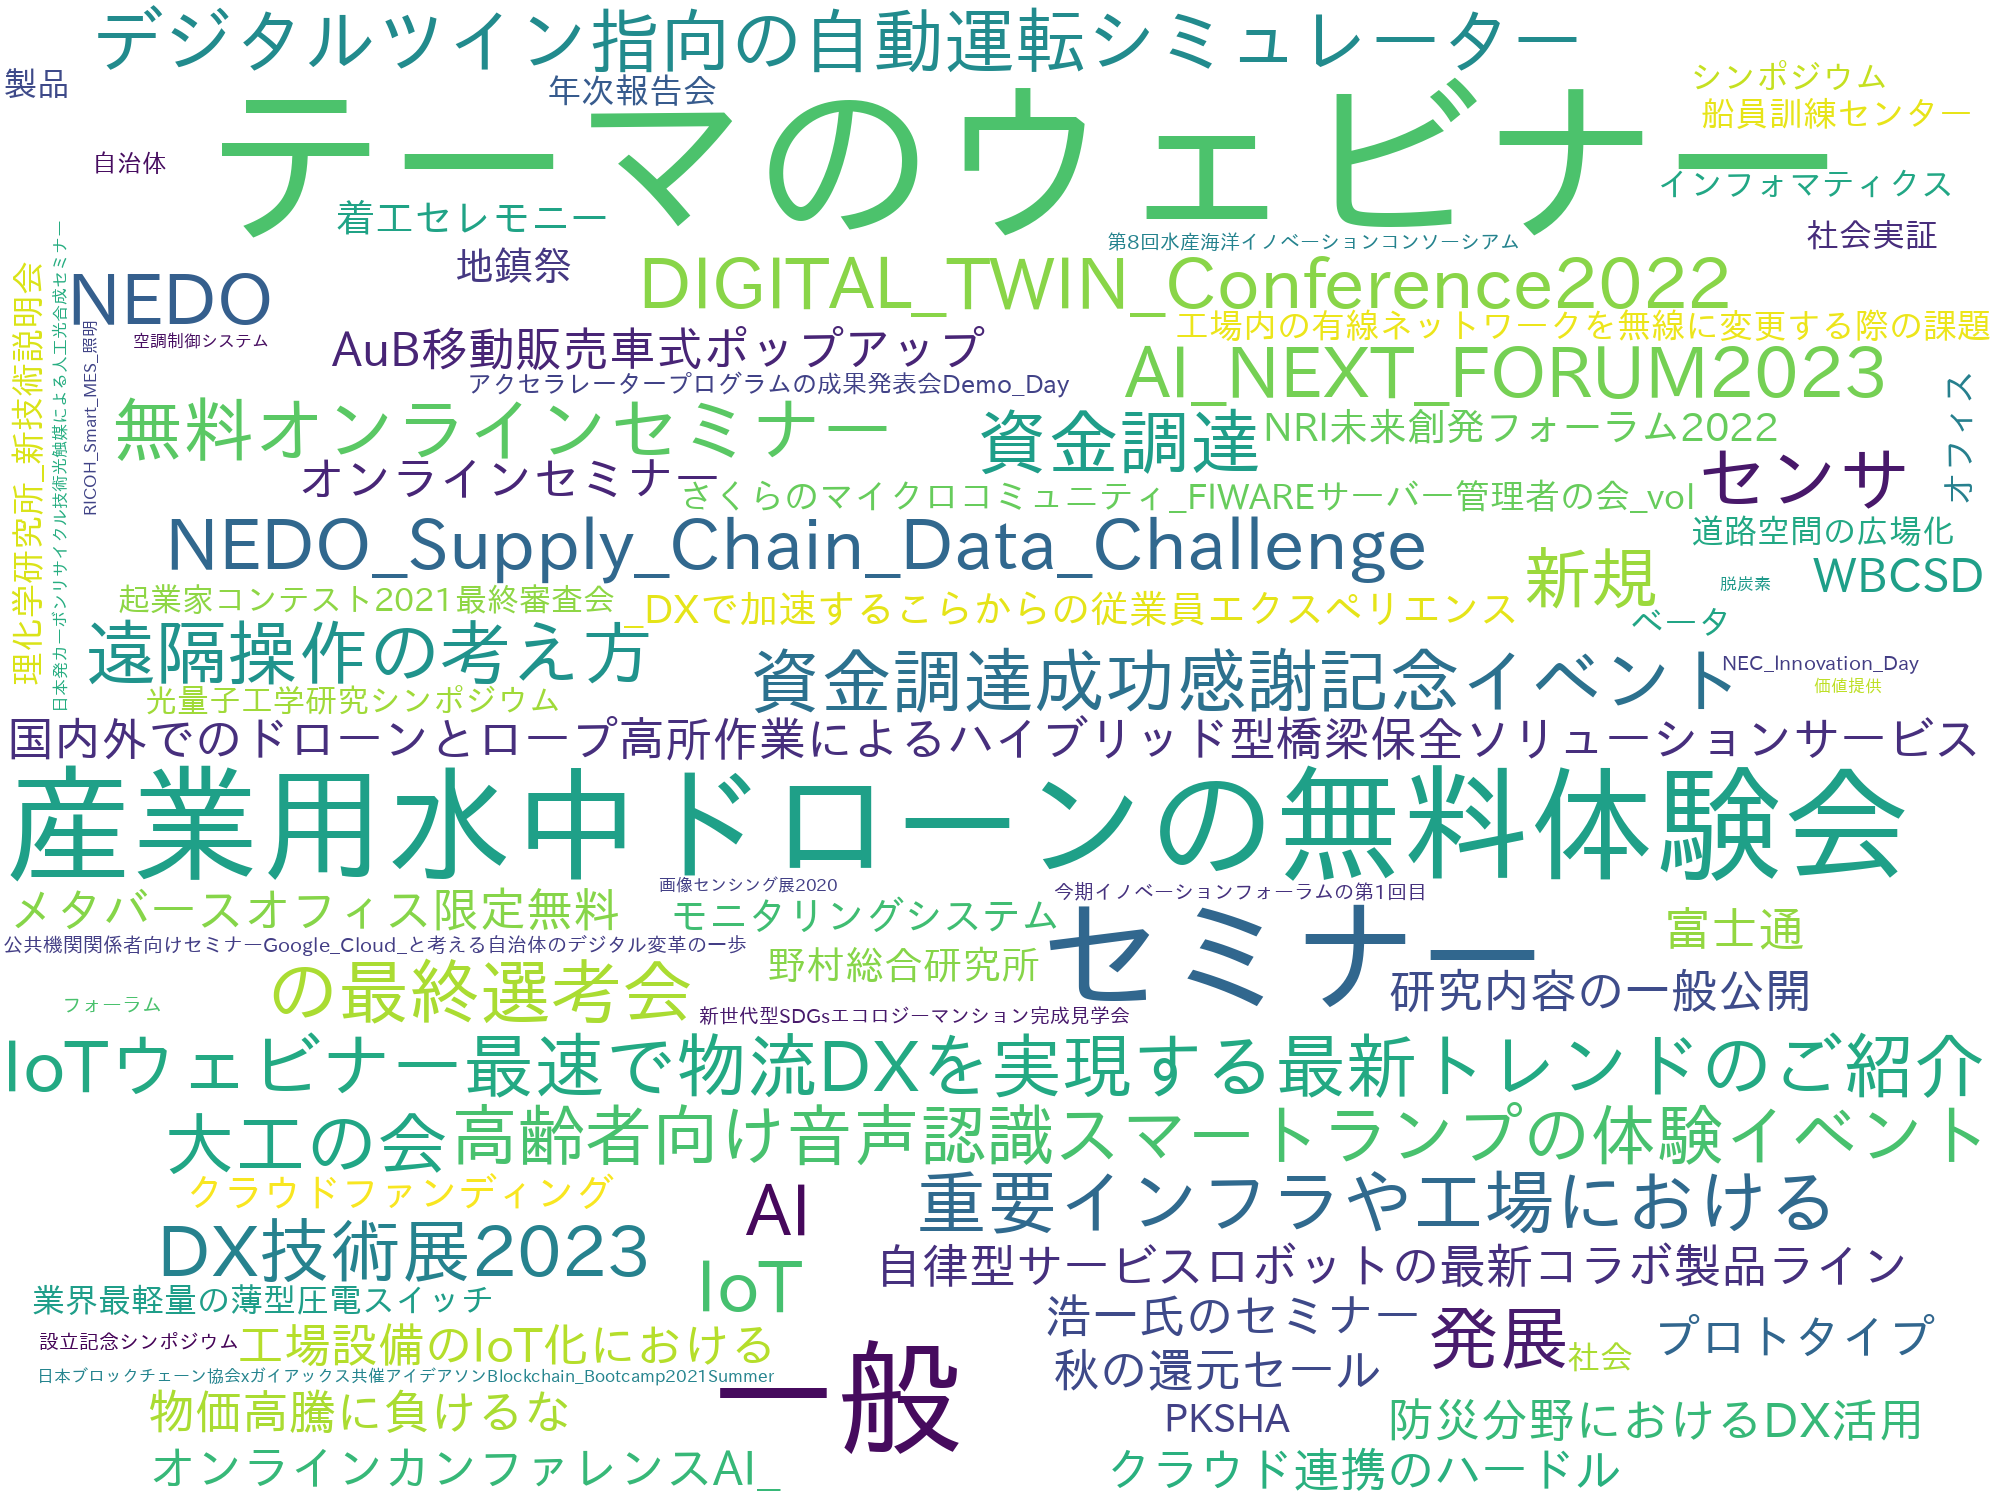 デジタルツイン指向の自動運転シミュレーター
製品
年次報告会
シンポジウム
船員訓練センター
テーマのウェビナー
自治体
インフォマティクス
着工セレモニー
第8回水産海洋イノベーションコンソーシアム
社会実証
地鎮祭
NEDO
DIGITAL_TWIN_Conference2022
理化学研究所_新技術説明会
日本発カーボンリサイクル技術光触媒による人工光合成セミナー
RICOH_Smart_MES_照明
空調制御システム
AuB移動販売車式ポップアップ
工場内の有線ネットワークを無線に変更する際の課題
アクセラレータープログラムの成果発表会Demo_Day
AI_NEXT_FORUM2023
オフィス
無料オンラインセミナー
資金調達
NRI未来創発フォーラム2022
オンラインセミナー
センサ
さくらのマイクロコミュニティ_FIWAREサーバー管理者の会_vol
NEDO_Supply_Chain_Data_Challenge
道路空間の広場化
新規
脱炭素
WBCSD
起業家コンテスト2021最終審査会
_DXで加速するこらからの従業員エクスペリエンス
ベータ
遠隔操作の考え方
資金調達成功感謝記念イベント
NEC_Innovation_Day
価値提供
光量子工学研究シンポジウム
国内外でのドローンとロープ高所作業によるハイブリッド型橋梁保全ソリューションサービス
産業用水中ドローンの無料体験会
画像センシング展2020
今期イノベーションフォーラムの第1回目
メタバースオフィス限定無料
モニタリングシステム
セミナー
富士通
公共機関関係者向けセミナーGoogle_Cloud_と考える自治体のデジタル変革の一歩
野村総合研究所
の最終選考会
研究内容の一般公開
フォーラム
新世代型SDGsエコロジーマンション完成見学会
IoTウェビナー最速で物流DXを実現する最新トレンドのご紹介
大工の会
高齢者向け音声認識スマートランプの体験イベント
クラウドファンディング
AI
重要インフラや工場における
DX技術展2023
IoT
自律型サービスロボットの最新コラボ製品ライン
業界最軽量の薄型圧電スイッチ
浩一氏のセミナー
発展
プロトタイプ
設立記念シンポジウム
工場設備のIoT化における
社会
一般
秋の還元セール
日本ブロックチェーン協会xガイアックス共催アイデアソンBlockchain_Bootcamp2021Summer
物価高騰に負けるな
PKSHA
防災分野におけるDX活用
オンラインカンファレンスAI_
クラウド連携のハードル